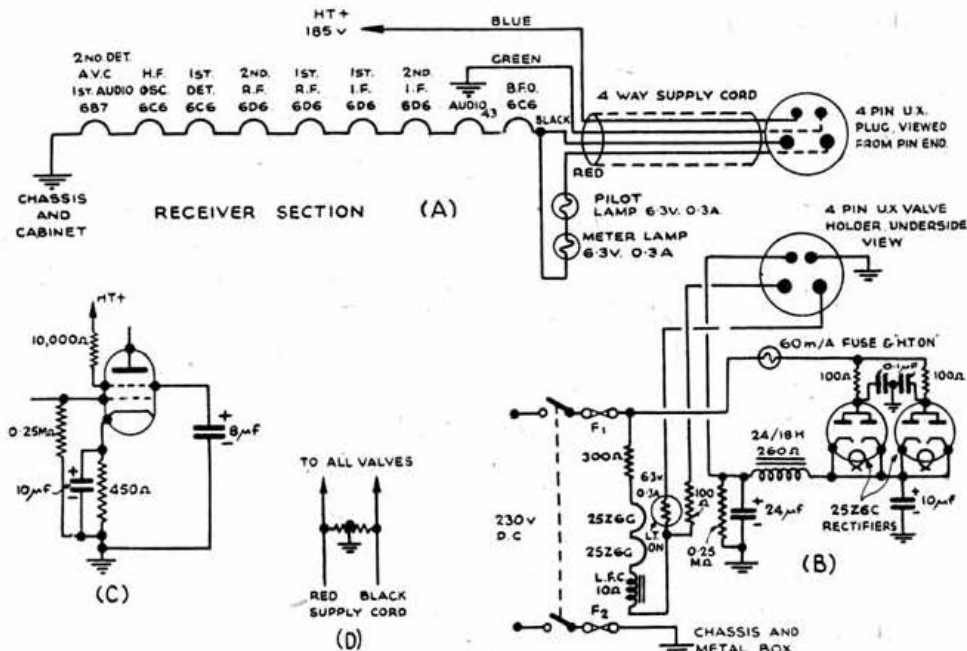 HT+
185 v
BLUE
GREEN
2ND DET.
A.V.C
1ST. AUDIO
6B7
H.F.
OSC.
6C6
1ST.
DET.
6C6
2ND.
R.F.
6D6
1ST.
R.F.
6D6
1ST.
I.F.
6D6
2ND.
I.F.
6D6
AUDIO 43
B.F.O.
6C6
BLACK
4 WAY SUPPLY CORD
4 PIN U.X.
PLUG, VIEWED
FROM PIN END.
RED
CHASSIS
AND
CABINET
RECEIVER SECTION (A)
PILOT
LAMP 6.3V. 0.3A
METER LAMP
6.3V. 0.3A
4 PIN U.X VALVE
HOLDER, UNDERSIDE
VIEW
HT+
10,000Ω
0.25MΩ
10µf
+
-
450Ω
+
8µf
-
(C)
TO ALL VALVES
RED BLACK
SUPPLY CORD
(D)
60 m/A FUSE & "H.T ON"
100Ω
0.1µF
100Ω
F1
300Ω
230 v
D.C
25Z6G
25Z6G
L.F.C
10Ω
6.3v
0.3A
L.T.
ON
100
Ω
0.25
MΩ
24/18H
260Ω
+
24µf
-
+
10µf
-
25Z6G
RECTIFIERS
(B)
F2
CHASSIS AND
METAL BOX